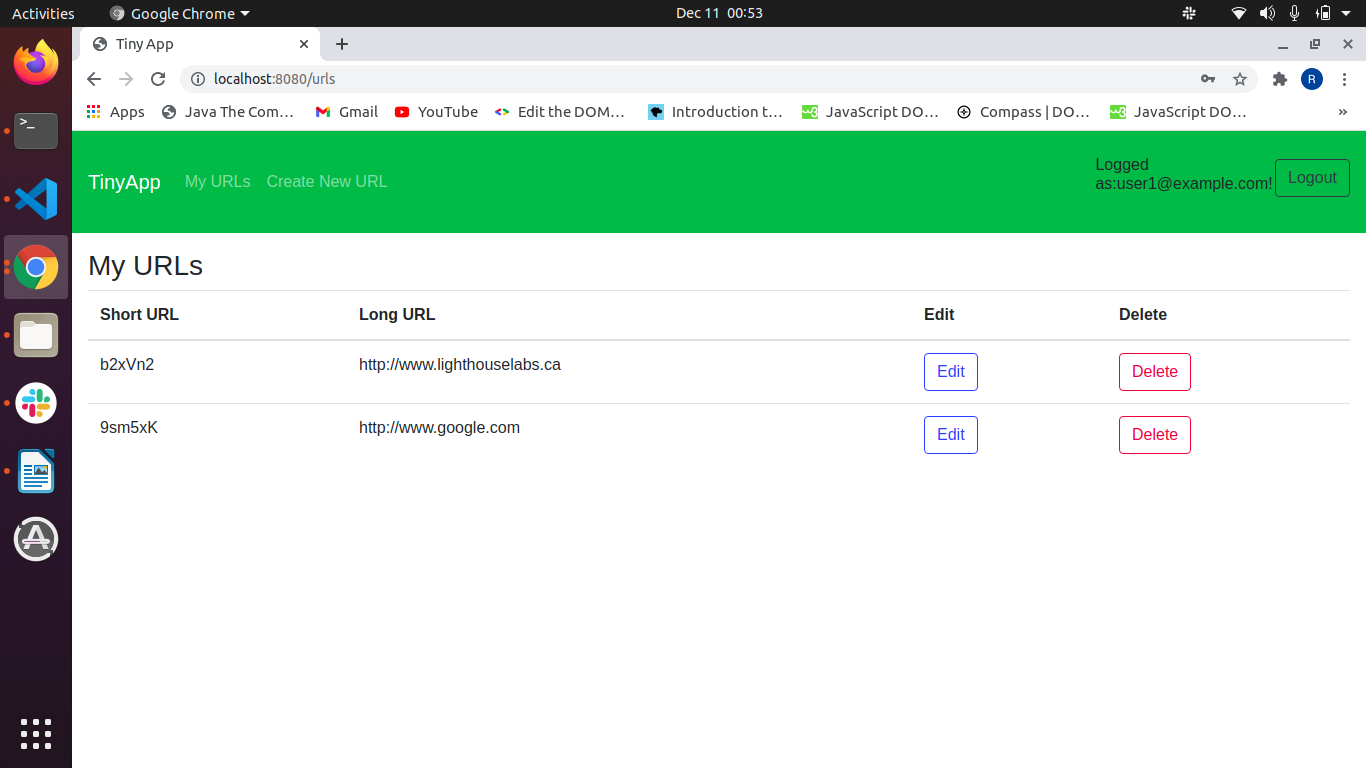 Activities Google Chrome Dec 11 00:53
Tiny App
localhost:8080/urls R
Apps Java The Com… Gmail YouTube Edit the DOM… Introduction t… JavaScript DO… Compass | DO… JavaScript DO… »
Logged
TinyApp My URLs Create New URL as:user1@example.com! Logout
My URLs
Short URL Long URL Edit Delete
b2xVn2 http://www.lighthouselabs.ca Edit Delete
9sm5xK http://www.google.com Edit Delete